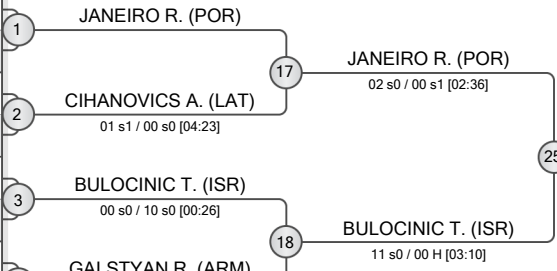 JANEIRO R. (POR)
1
17
JANEIRO R. (POR)
02 s0 / 00 s1 [02:36]
CIHANOVICS A. (LAT)
2
01 s1 / 00 s0 [04:23]
25
BULOCINIC T. (ISR)
3
00 s0 / 10 s0 [00:26]
18
BULOCINIC T. (ISR)
11 s0 / 00 H [03:10]
GALSTYAN R. (ARM)